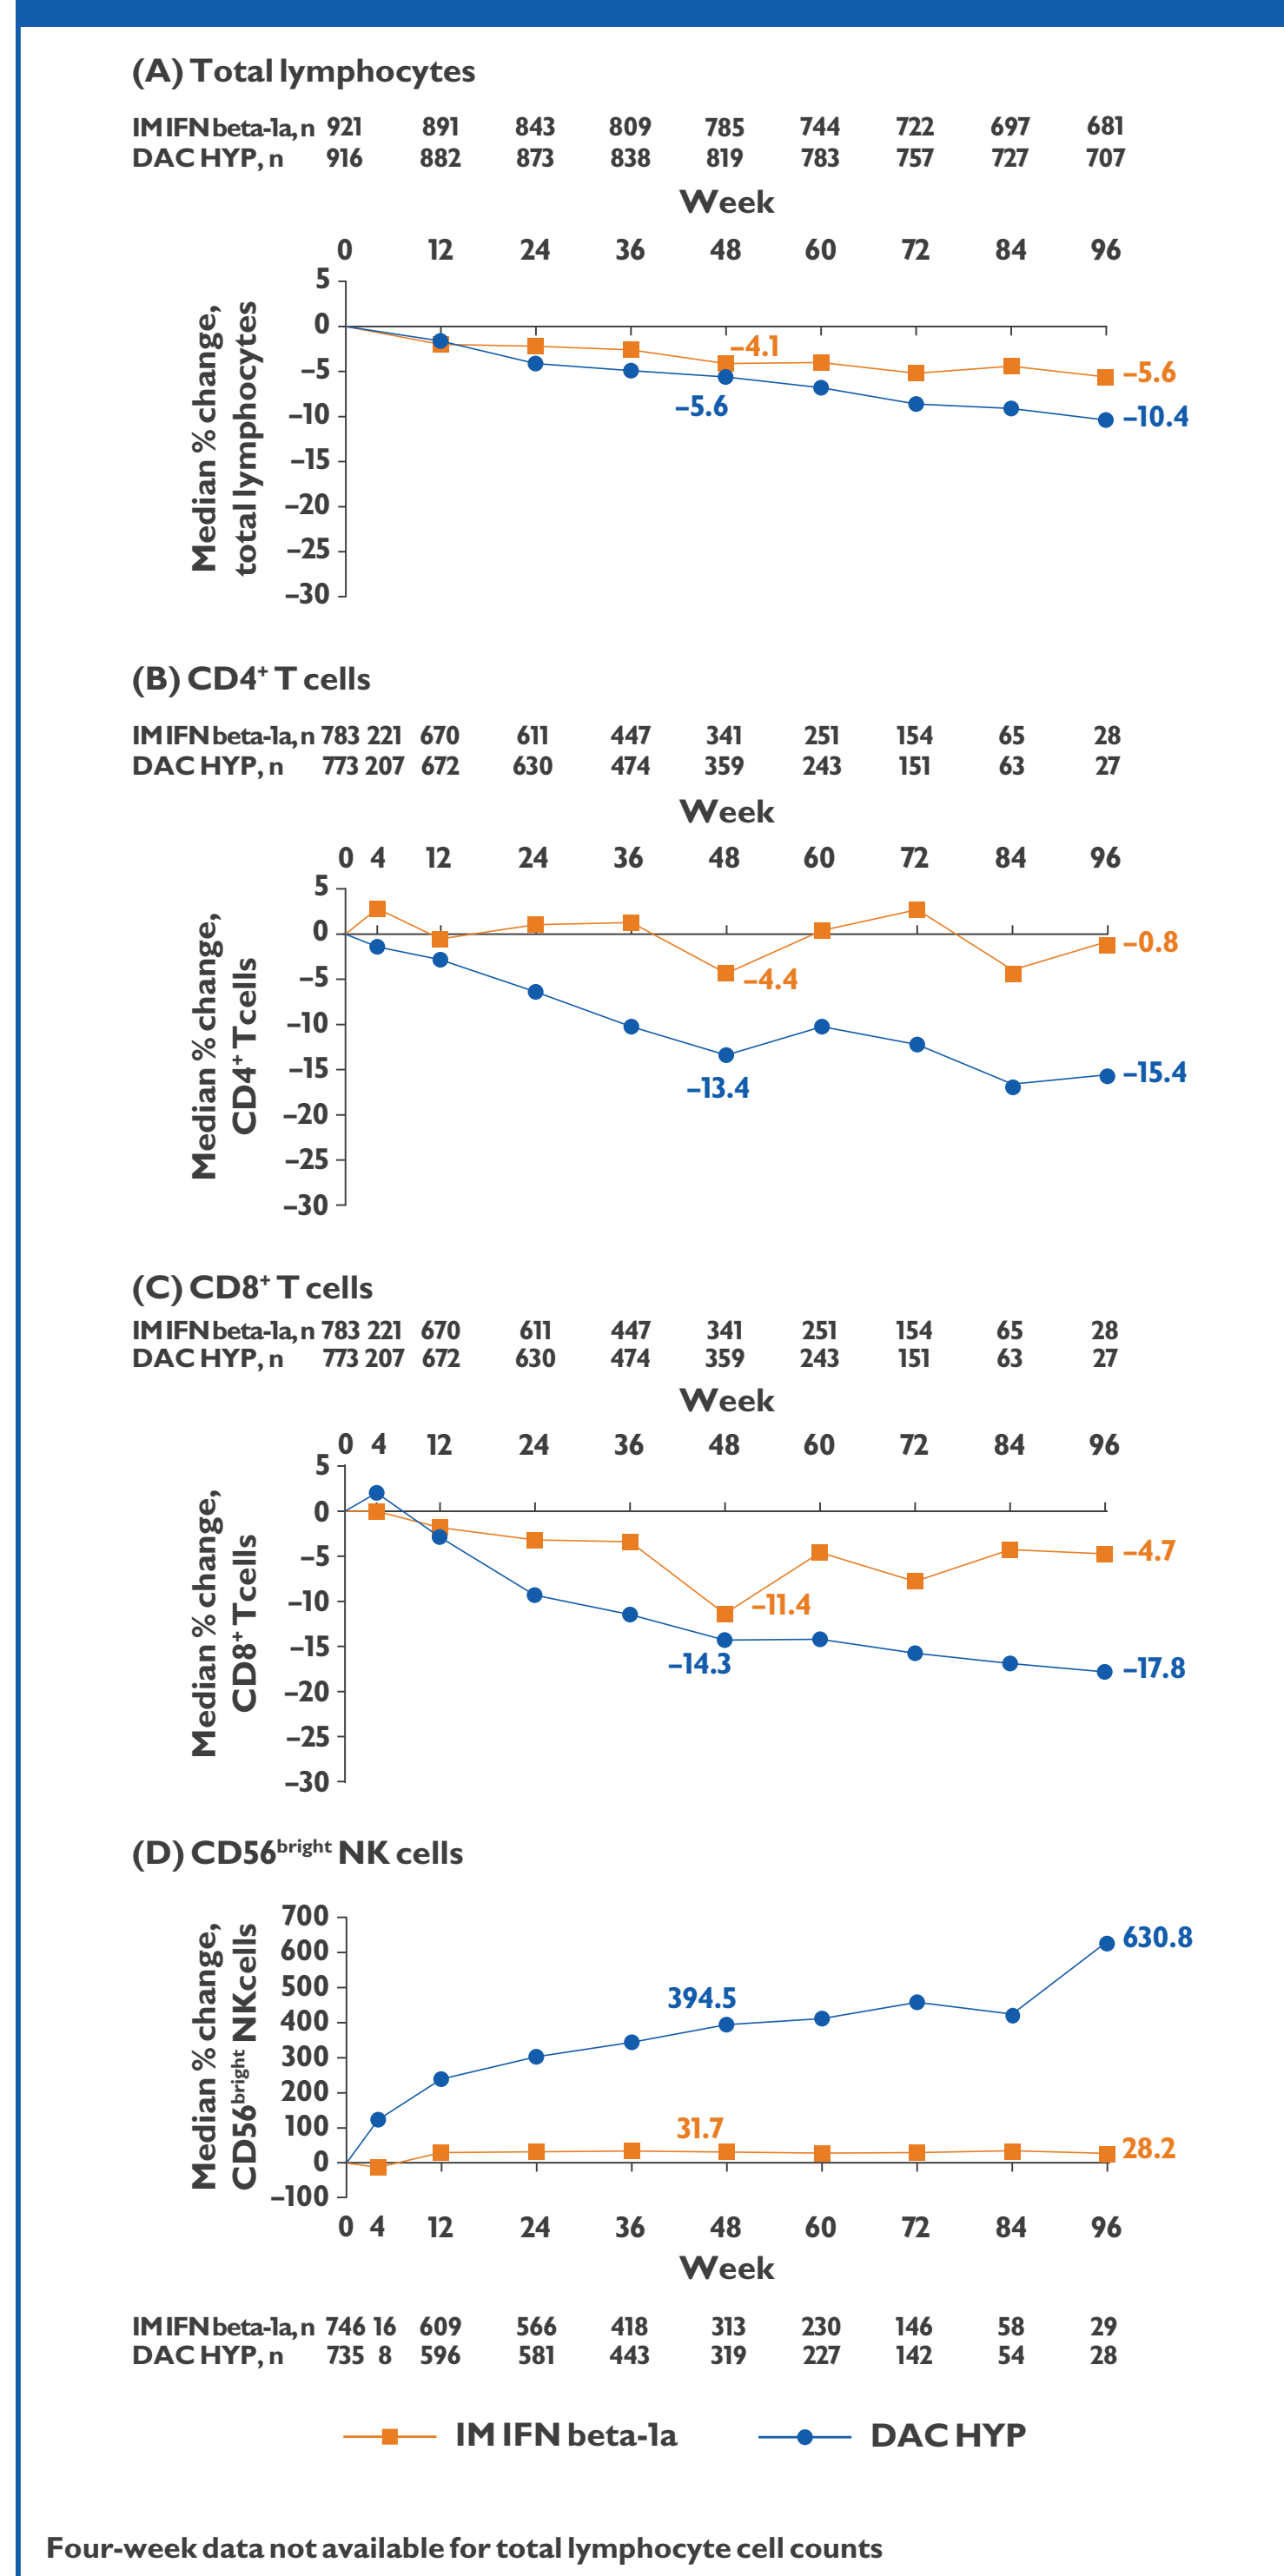 (A) Total lymphocytes
IM IFN beta-1a, n 921 891 843 809 785 744 722 697 681
DAC HYP, n 916 882 873 838 819 783 757 727 707
Week
0 12 24 36 48 60 72 84 96
Median % change,
total lymphocytes
5
0
–5
–10
–15
–20
–25
–30
–4.1
–5.6
–5.6
–10.4
(B) CD4+ T cells
IM IFN beta-1a, n 783 221 670 611 447 341 251 154 65 28
DAC HYP, n 773 207 672 630 474 359 243 151 63 27
Week
0 4 12 24 36 48 60 72 84 96
Median % change,
CD4+ T cells
5
0
–5
–10
–15
–20
–25
–30
–0.8
–4.4
–13.4
–15.4
(C) CD8+ T cells
IM IFN beta-1a, n 783 221 670 611 447 341 251 154 65 28
DAC HYP, n 773 207 672 630 474 359 243 151 63 27
Week
0 4 12 24 36 48 60 72 84 96
Median % change,
CD8+ T cells
5
0
–5
–10
–15
–20
–25
–30
–4.7
–11.4
–14.3
–17.8
(D) CD56bright NK cells
Median % change,
CD56bright NK cells
700
600
500
400
300
200
100
0
–100
630.8
394.5
31.7
28.2
0 4 12 24 36 48 60 72 84 96
Week
IM IFN beta-1a, n 746 16 609 566 418 313 230 146 58 29
DAC HYP, n 735 8 596 581 443 319 227 142 54 28
IM IFN beta-1a DAC HYP
Four-week data not available for total lymphocyte cell counts